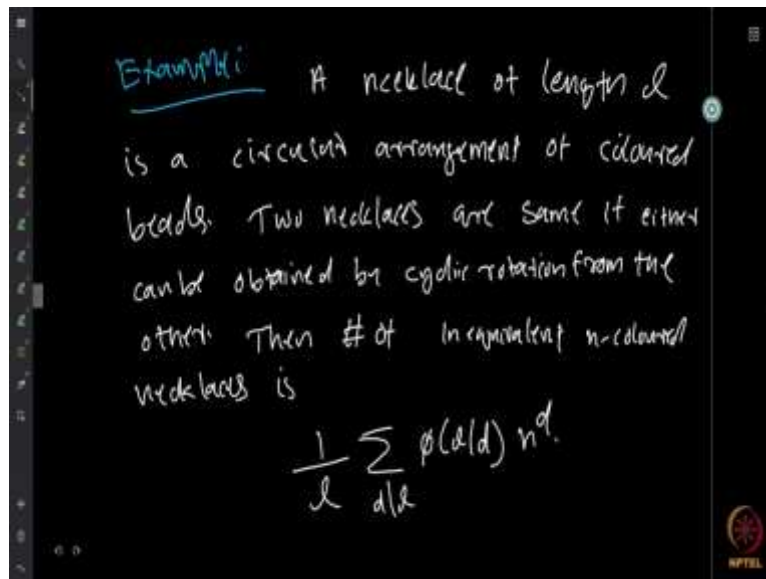 Example: A necklace of length l
is a circular arrangement of coloured
beads. Two necklaces are same if either
can be obtained by cyclic rotation from the
other. Then # of inequivalent n-coloured
necklaces is
1/l ∑_{d|l} φ(l/d) n^d.
NPTEL